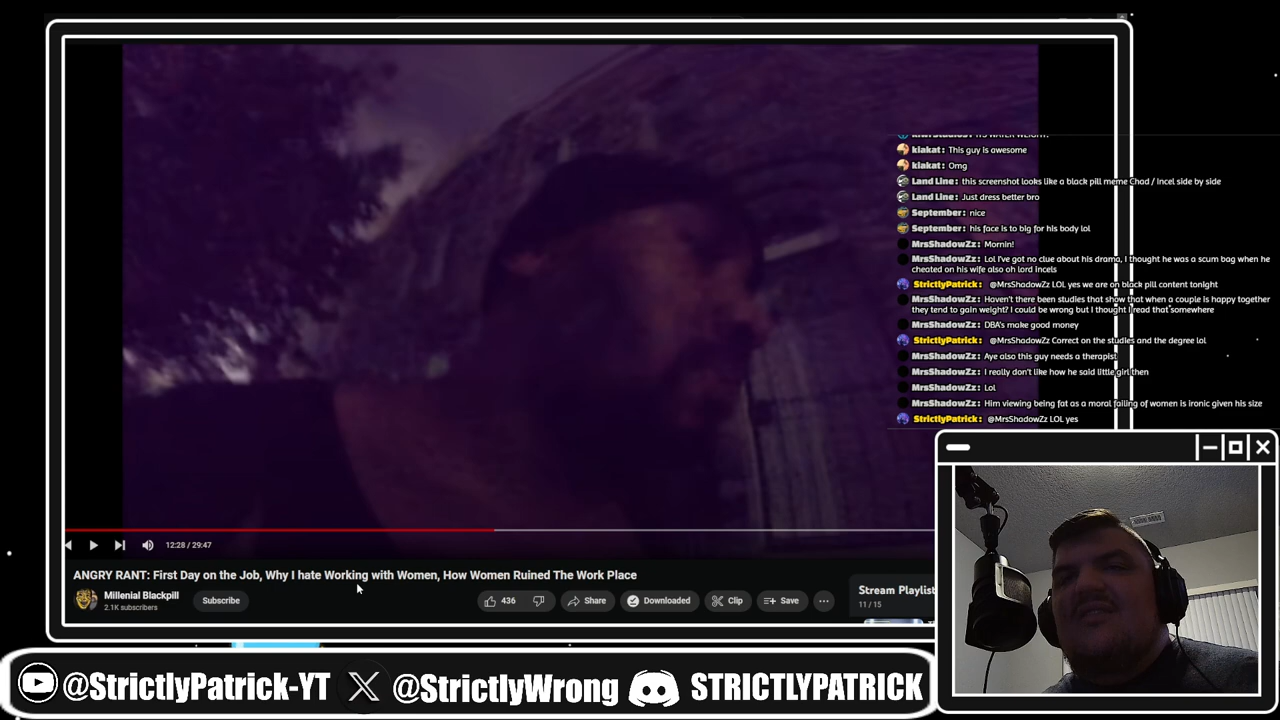 kiakat: This guy is awesome
kiakat: Omg
Land Line: this screenshot looks like a black pill meme Chad / Incel side by side
Land Line: Just dress better bro
September: nice
September: his face is to big for his body lol
MrsShadowZz: Mornin!
MrsShadowZz: Lol I've got no clue about his drama, I thought he was a scum bag when he
cheated on his wife also oh lord Incels
StrictlyPatrick: @MrsShadowZz LOL yes we are on black pill content tonight
MrsShadowZz: Haven't there been studies that show that when a couple is happy together
they tend to gain weight? I could be wrong but I thought I read that somewhere
MrsShadowZz: DBA's make good money
StrictlyPatrick: @MrsShadowZz Correct on the studies and the degree lol
MrsShadowZz: Aye also this guy needs a therapist
MrsShadowZz: I really don't like how he said little girl then
MrsShadowZz: Lol
MrsShadowZz: Him viewing being fat as a moral failing of women is ironic given his size
StrictlyPatrick: @MrsShadowZz LOL yes
12:28 / 29:47
ANGRY RANT: First Day on the Job, Why I hate Working with Women, How Women Ruined The Work Place
Millenial Blackpill
2.1K subscribers
Subscribe
436
Share
Downloaded
Clip
Save
Stream Playlist
11 / 15
@StrictlyPatrick-YT
@StrictlyWrong
STRICTLYPATRICK